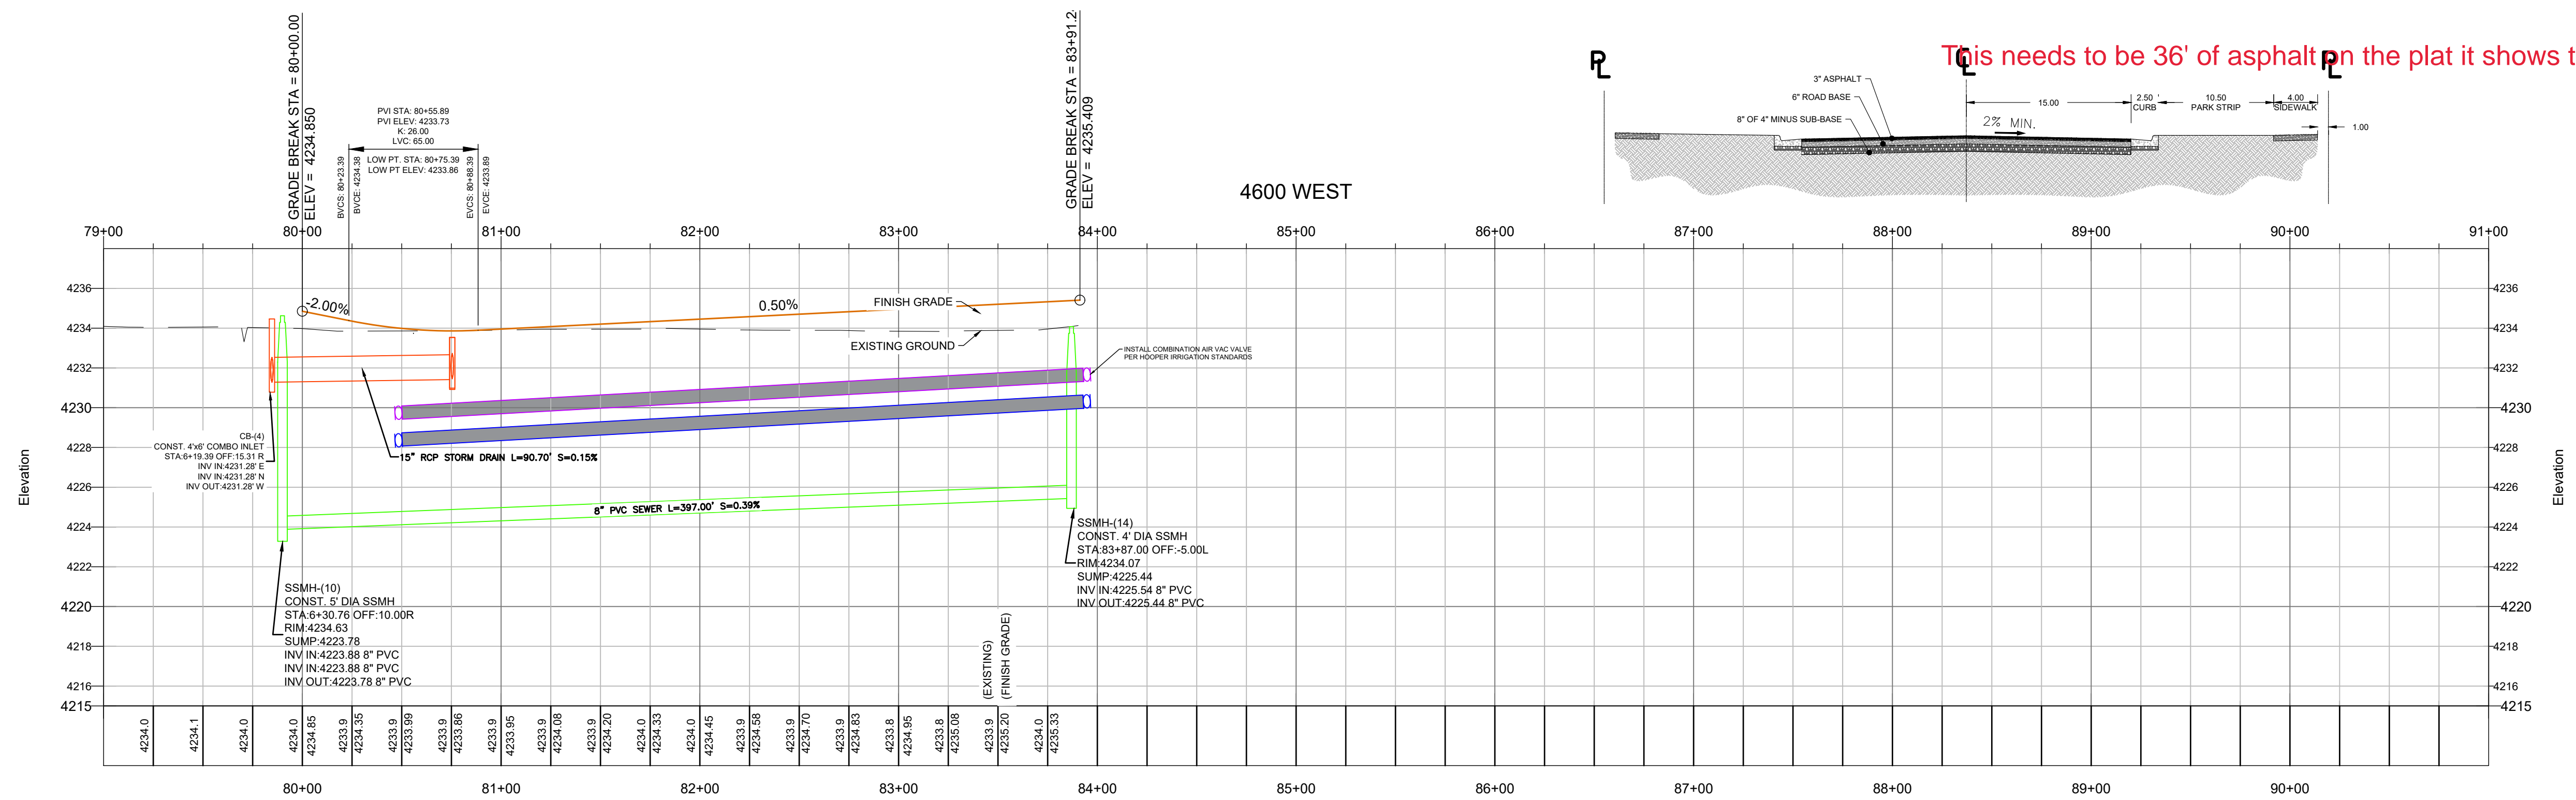 GRADE BREAK STA = 80+00.00
ELEV = 4234.850
PVI STA: 80+55.89
PVI ELEV: 4233.73
K: 26.00
LVC: 65.00
LOW PT. STA: 80+75.39
LOW PT ELEV: 4233.86
BVCS: 80+23.39
BVCE: 4234.38
EVCS: 80+88.39
EVCE: 4233.89
GRADE BREAK STA = 83+91.2
ELEV = 4235.409
4600 WEST
PL
CL
PL
This needs to be 36' of asphalt on the plat it shows t
3" ASPHALT
6" ROAD BASE
8" OF 4" MINUS SUB-BASE
2% MIN.
15.00
2.50 '
CURB
10.50
PARK STRIP
4.00
SIDEWALK
1.00
79+00 80+00 81+00 82+00 83+00 84+00 85+00 86+00 87+00 88+00 89+00 90+00 91+00
4236
4234
4232
4230
4228
4226
4224
4222
4220
4218
4216
4215
Elevation
-2.00%
0.50%
FINISH GRADE
EXISTING GROUND
INSTALL COMBINATION AIR VAC VALVE
PER HOOPER IRRIGATION STANDARDS
CB-(4)
CONST. 4'x6' COMBO INLET
STA:6+19.39 OFF:15.31 R
INV IN:4231.28' E
INV IN:4231.28' N
INV OUT:4231.28' W
15" RCP STORM DRAIN L=90.70' S=0.15%
8" PVC SEWER L=397.00' S=0.39%
SSMH-(10)
CONST. 5' DIA SSMH
STA:6+30.76 OFF:10.00R
RIM:4234.63
SUMP:4223.78
INV IN:4223.88 8" PVC
INV IN:4223.88 8" PVC
INV OUT:4223.78 8" PVC
SSMH-(14)
CONST. 4' DIA SSMH
STA:83+87.00 OFF:-5.00L
RIM:4234.07
SUMP:4225.44
INV IN:4225.54 8" PVC
INV OUT:4225.44 8" PVC
(EXISTING)
(FINISH GRADE)
4236
4234
4232
4230
4228
4226
4224
4222
4220
4218
4216
4215
Elevation
4234.0
4234.1
4234.0
4234.0
4234.85
4233.9
4234.35
4233.9
4233.99
4233.9
4233.86
4233.9
4233.95
4233.9
4234.08
4233.9
4234.20
4234.0
4234.33
4234.0
4234.45
4233.9
4234.58
4233.9
4234.70
4233.9
4234.83
4233.8
4234.95
4233.8
4235.08
4233.9
4235.20
4234.0
4235.33
80+00 81+00 82+00 83+00 84+00 85+00 86+00 87+00 88+00 89+00 90+00